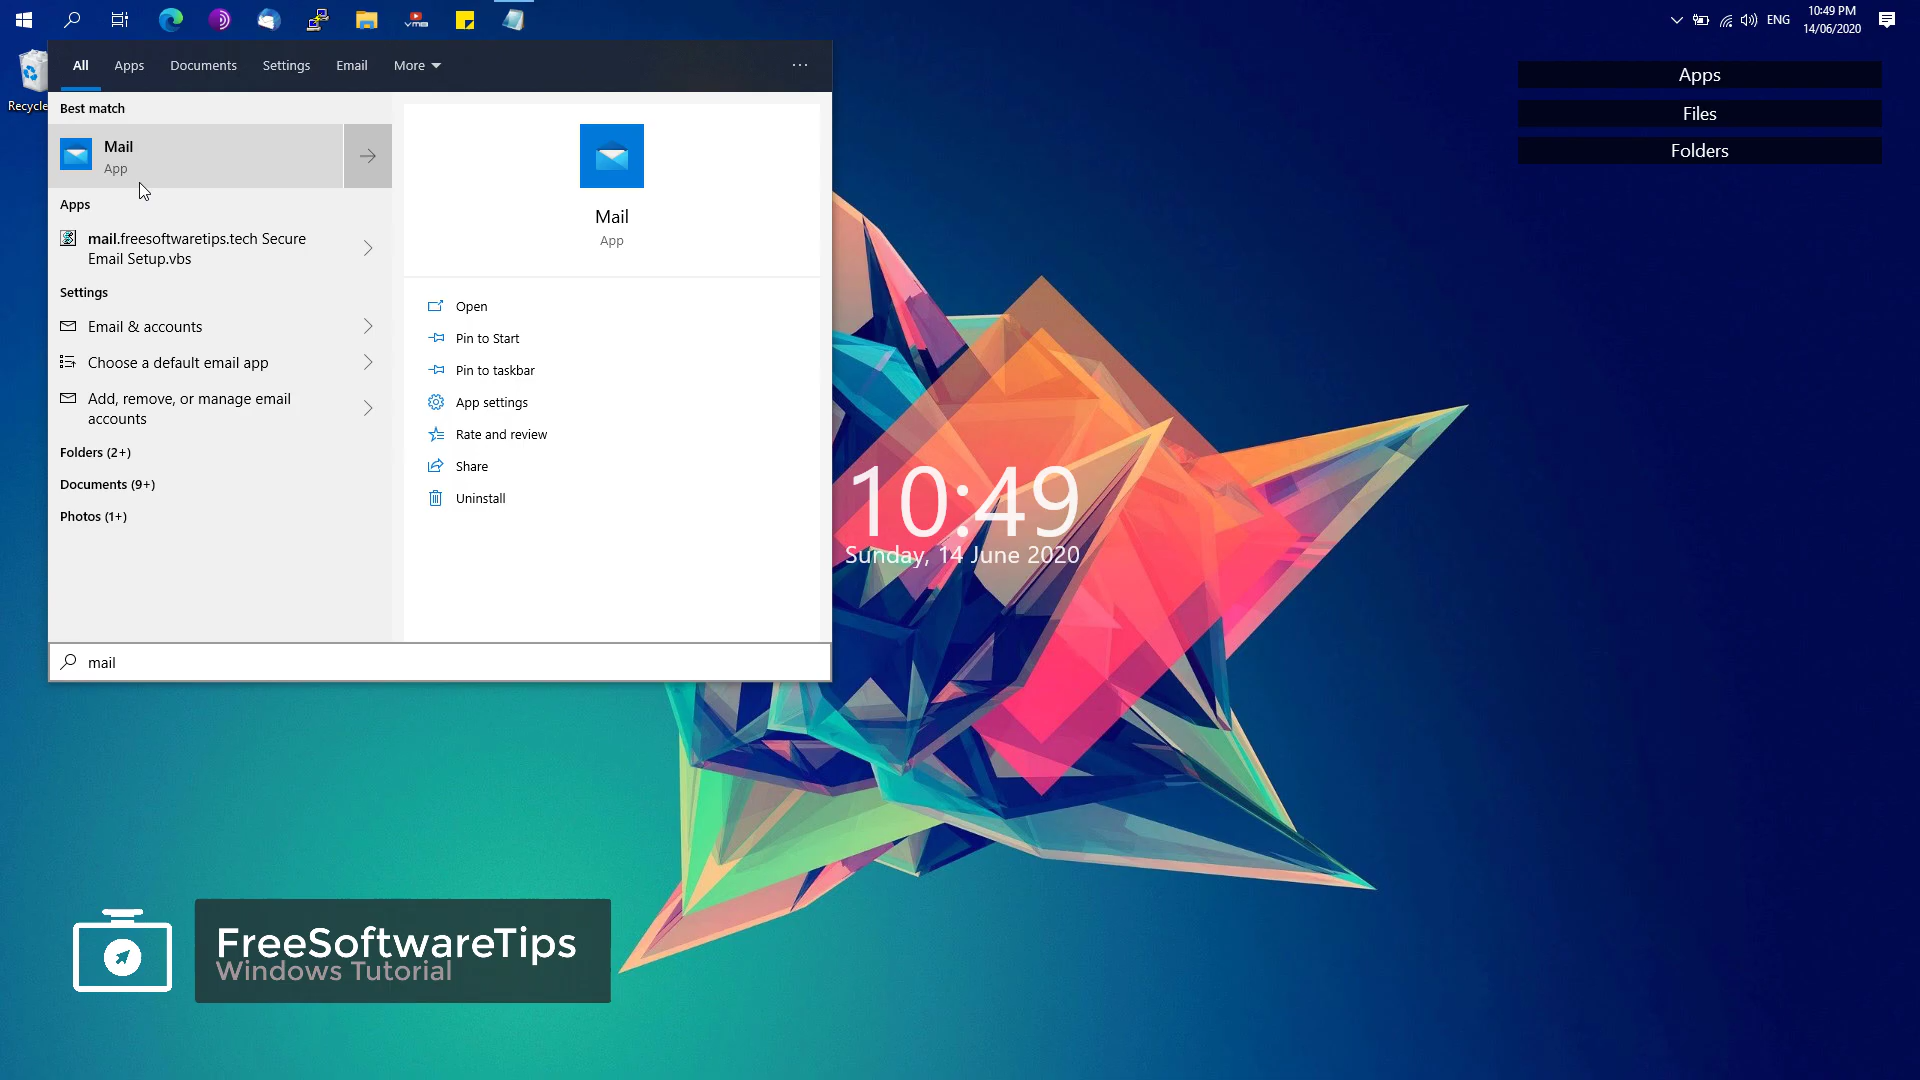 10:49 PM
ENG
14/06/2020
Recycle
All
Apps
Documents
Settings
Email
More
Best match
Mail
App
Apps
mail.freesoftwaretips.tech Secure
Email Setup.vbs
Settings
Email & accounts
Choose a default email app
Add, remove, or manage email
accounts
Folders (2+)
Documents (9+)
Photos (1+)
Mail
App
Open
Pin to Start
Pin to taskbar
App settings
Rate and review
Share
Uninstall
mail
Apps
Files
Folders
10:49
Sunday, 14 June 2020
FreeSoftwareTips
Windows Tutorial